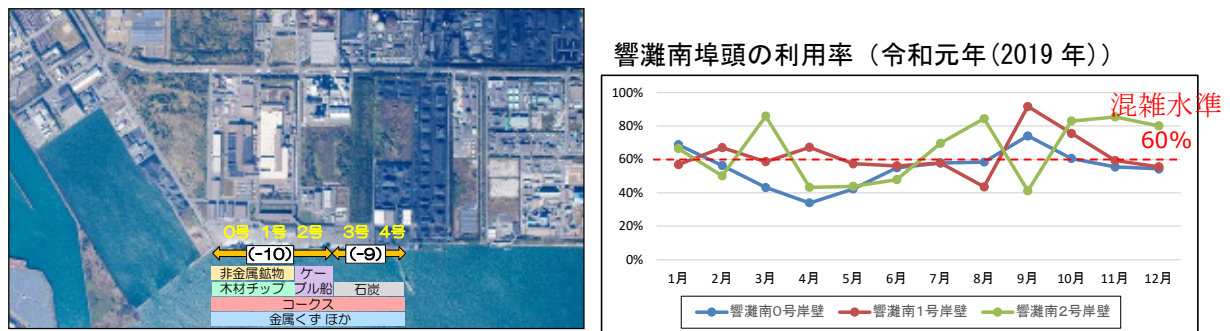 0号 1号 2号 3号 4号
(-10) (-9)
非金属鉱物
木材チップ
ケー
ブル船
石炭
コークス
金属くず ほか
響灘南埠頭の利用率（令和元年(2019 年)）
混雑水準
60%
100%
80%
60%
40%
20%
0%
1月 2月 3月 4月 5月 6月 7月 8月 9月 10月 11月 12月
響灘南0号岸壁 響灘南1号岸壁 響灘南2号岸壁